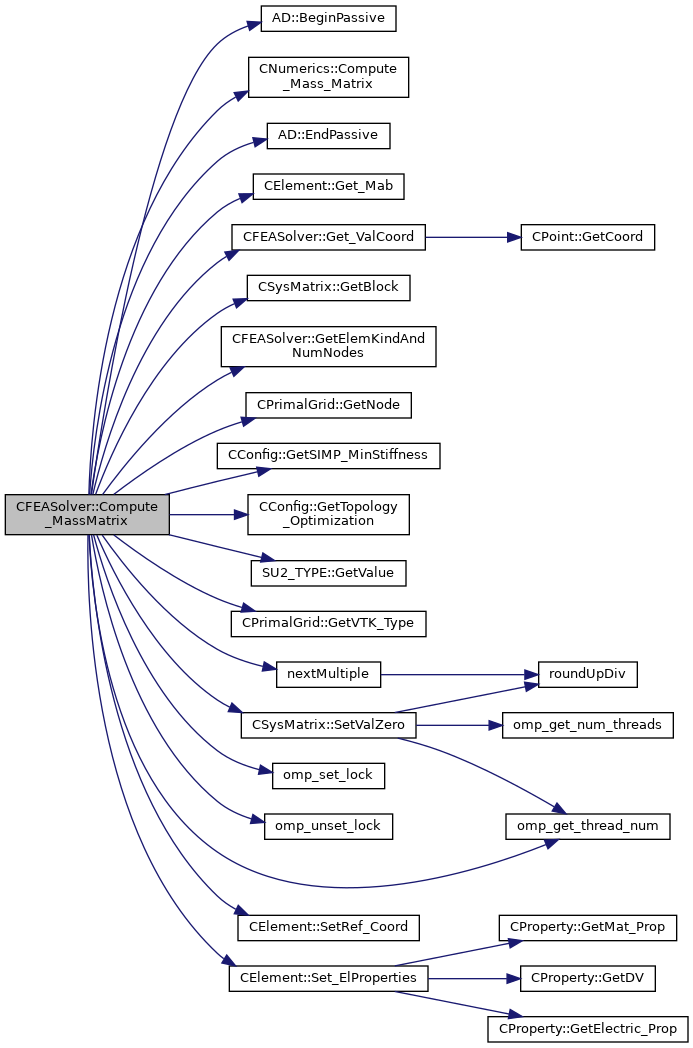 AD::BeginPassive
CNumerics::Compute
_Mass_Matrix
AD::EndPassive
CElement::Get_Mab
CFEASolver::Get_ValCoord
CPoint::GetCoord
CSysMatrix::GetBlock
CFEASolver::GetElemKindAnd
NumNodes
CPrimalGrid::GetNode
CConfig::GetSIMP_MinStiffness
CFEASolver::Compute
_MassMatrix
CConfig::GetTopology
_Optimization
SU2_TYPE::GetValue
CPrimalGrid::GetVTK_Type
nextMultiple
roundUpDiv
CSysMatrix::SetValZero
omp_get_num_threads
omp_set_lock
omp_unset_lock
omp_get_thread_num
CElement::SetRef_Coord
CProperty::GetMat_Prop
CElement::Set_ElProperties
CProperty::GetDV
CProperty::GetElectric_Prop